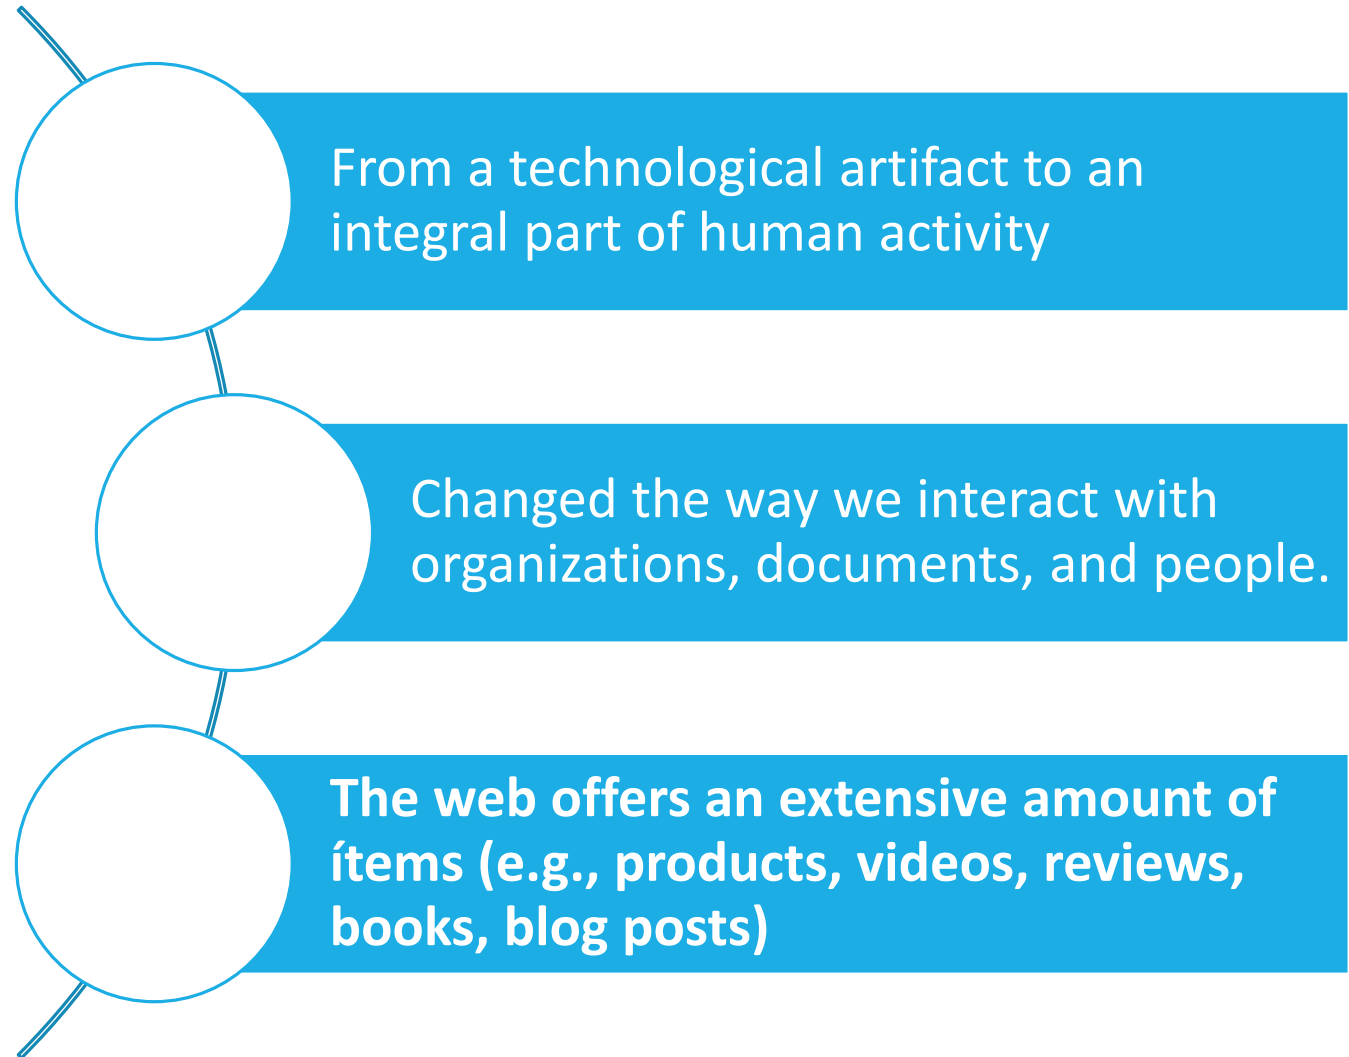 From a technological artifact to an
integral part of human activity
Changed the way we interact with
organizations, documents, and people.
The web offers an extensive amount of
ítems (e.g., products, videos, reviews,
books, blog posts)